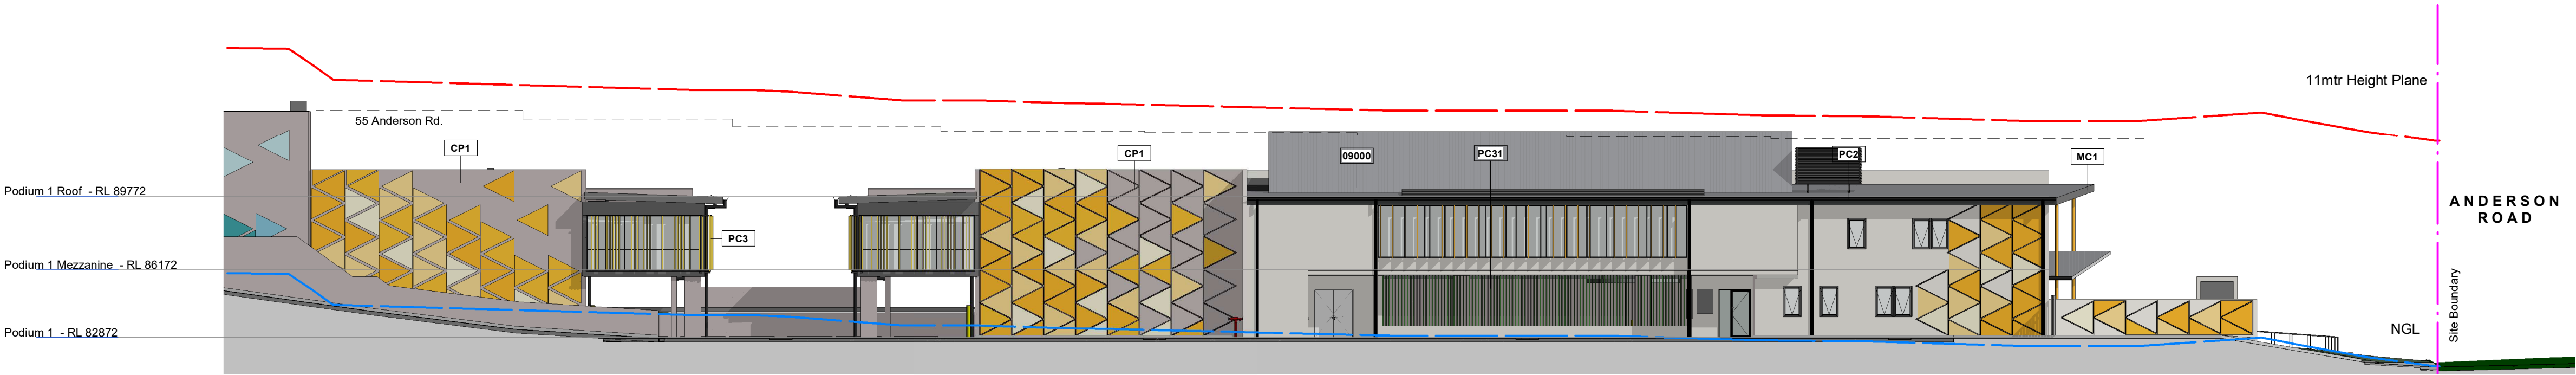 11mtr Height Plane
55 Anderson Rd.
CP1
CP1
09000
PC31
PC2
MC1
Podium 1 Roof - RL 89772
ANDERSON
ROAD
PC3
Podium 1 Mezzanine - RL 86172
Site Boundary
NGL
Podium 1 - RL 82872